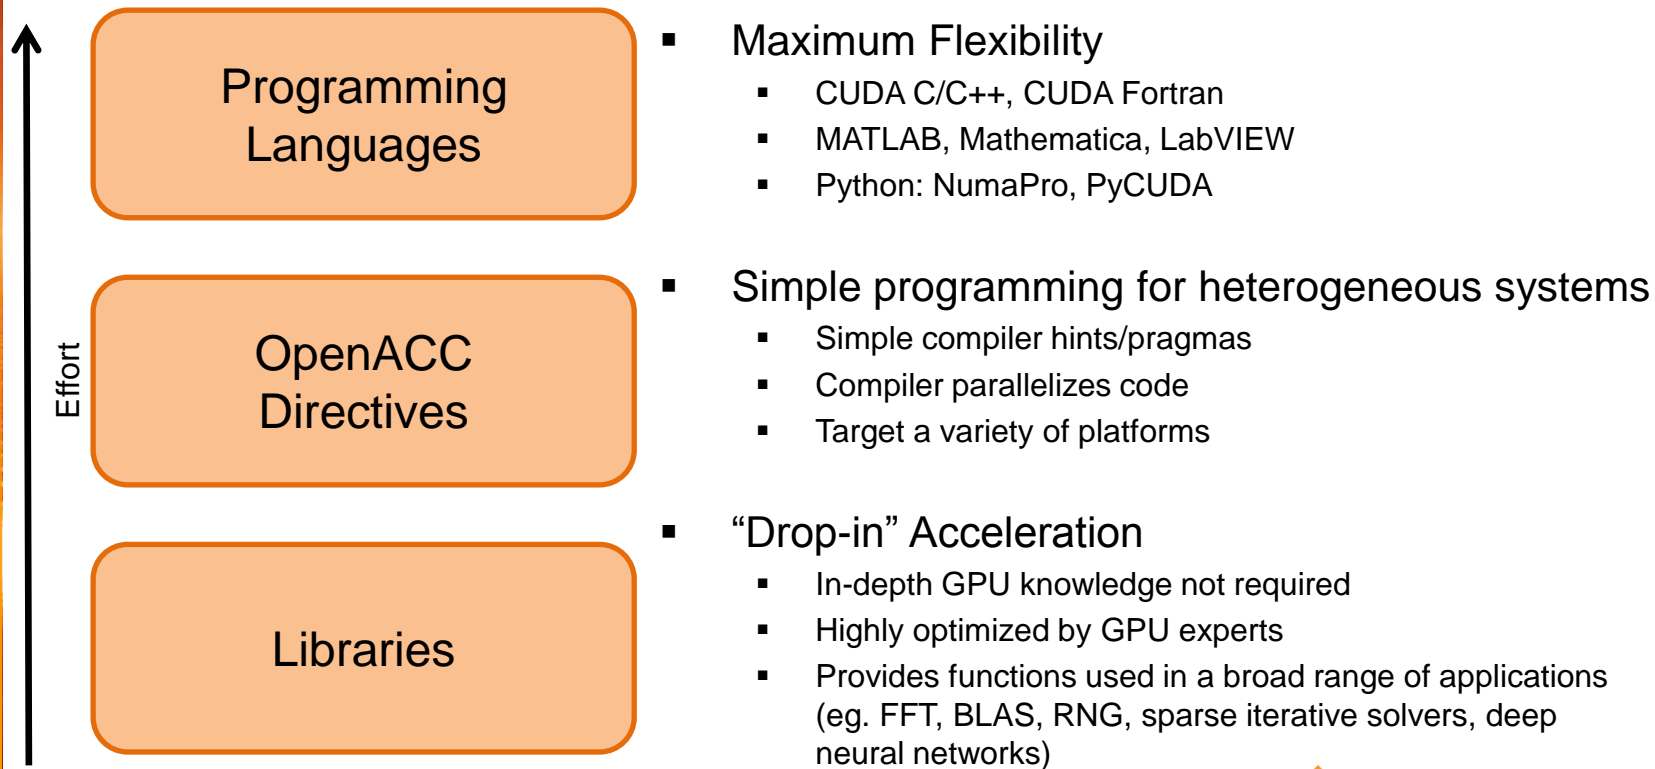 Effort
Programming
Languages
▪ Maximum Flexibility
▪ CUDA C/C++, CUDA Fortran
▪ MATLAB, Mathematica, LabVIEW
▪ Python: NumaPro, PyCUDA
OpenACC
Directives
▪ Simple programming for heterogeneous systems
▪ Simple compiler hints/pragmas
▪ Compiler parallelizes code
▪ Target a variety of platforms
Libraries
▪ “Drop-in” Acceleration
▪ In-depth GPU knowledge not required
▪ Highly optimized by GPU experts
▪ Provides functions used in a broad range of applications
(eg. FFT, BLAS, RNG, sparse iterative solvers, deep
neural networks)